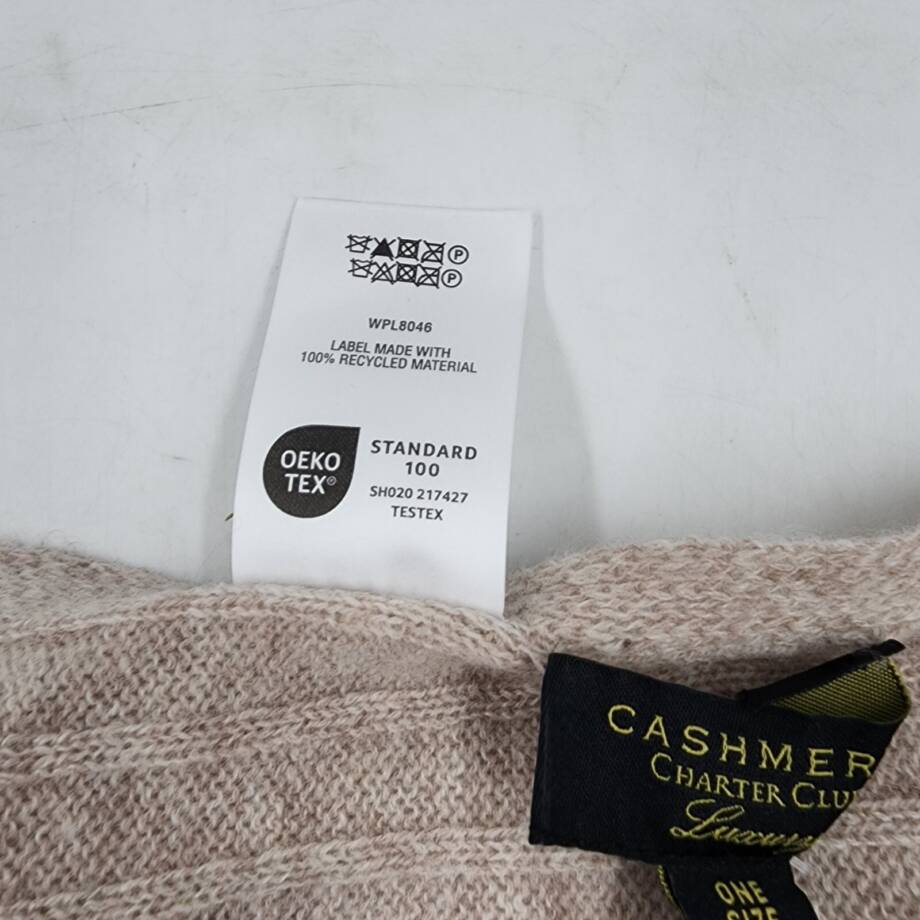 P
P
WPL8046
LABEL MADE WITH
100% RECYCLED MATERIAL
OEKO
TEX®
STANDARD
100
SH020 217427
TESTEX
CASHMER
CHARTER CLU
Luxury
ONE
SIZE